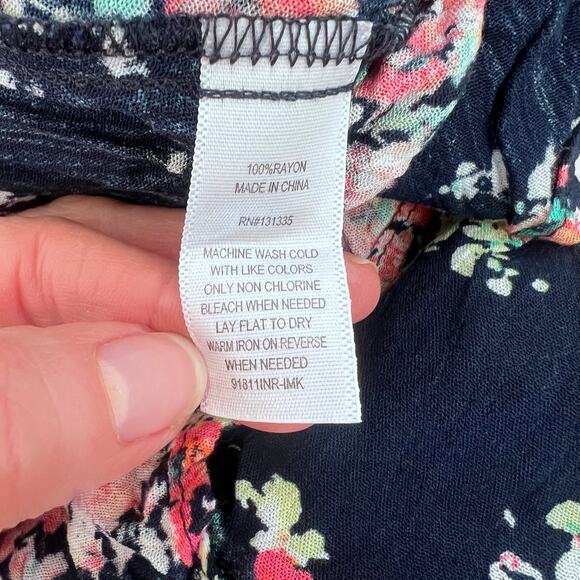 100%RAYON
MADE IN CHINA
RN#131335
MACHINE WASH COLD
WITH LIKE COLORS
ONLY NON CHLORINE
BLEACH WHEN NEEDED
LAY FLAT TO DRY
WARM IRON ON REVERSE
WHEN NEEDED
91811INR-IMK